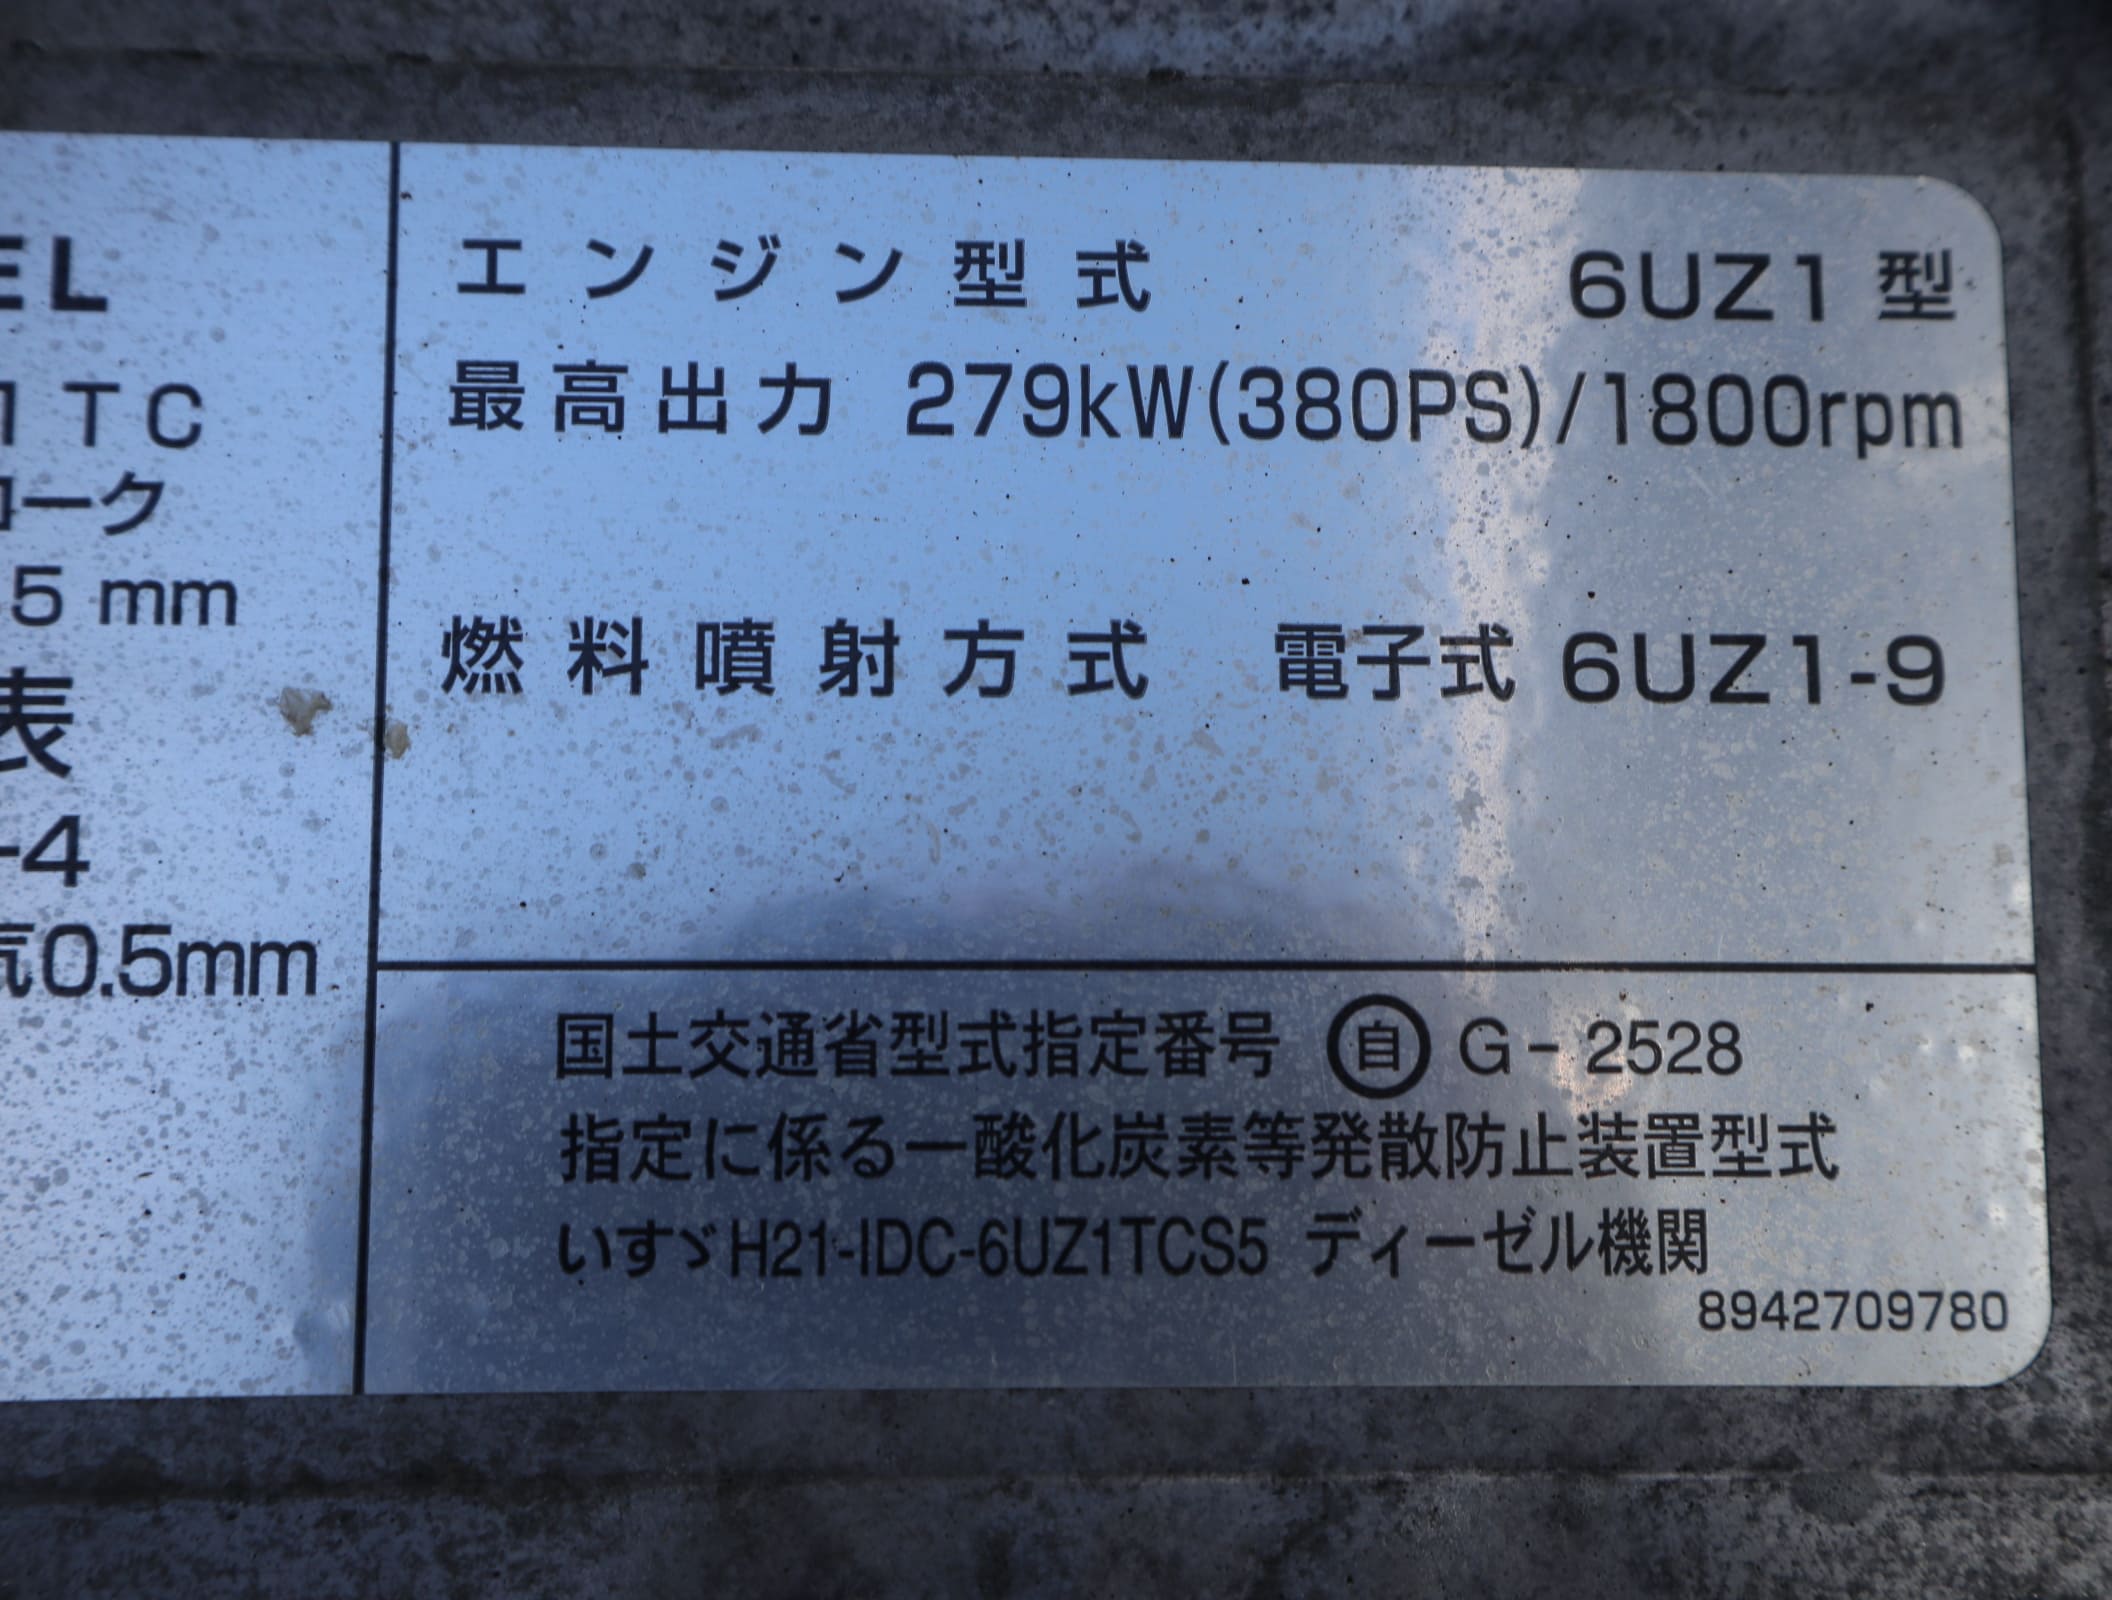 EL
1TC
ローク
5 mm
表
-4
気0.5mm
エンジン型式 6UZ1型
最高出力 279kW(380PS)/1800rpm
燃料噴射方式 電子式 6UZ1-9
国土交通省型式指定番号 自 G-2528
指定に係る一酸化炭素等発散防止装置型式
いすゞH21-IDC-6UZ1TCS5 ディーゼル機関
8942709780